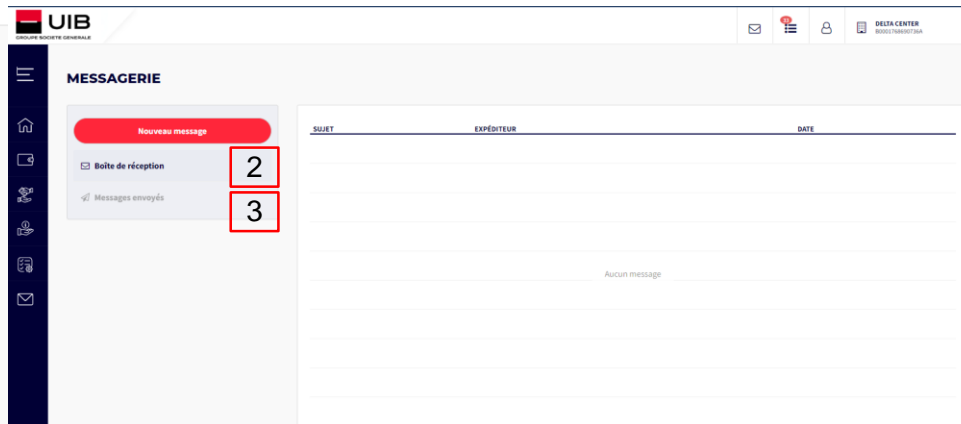 UIB
GROUPE SOCIETE GENERALE
DELTA CENTER
MESSAGERIE
Nouveau message
SUJET EXPÉDITEUR DATE
Boîte de réception 2
Messages envoyés 3
Aucun message